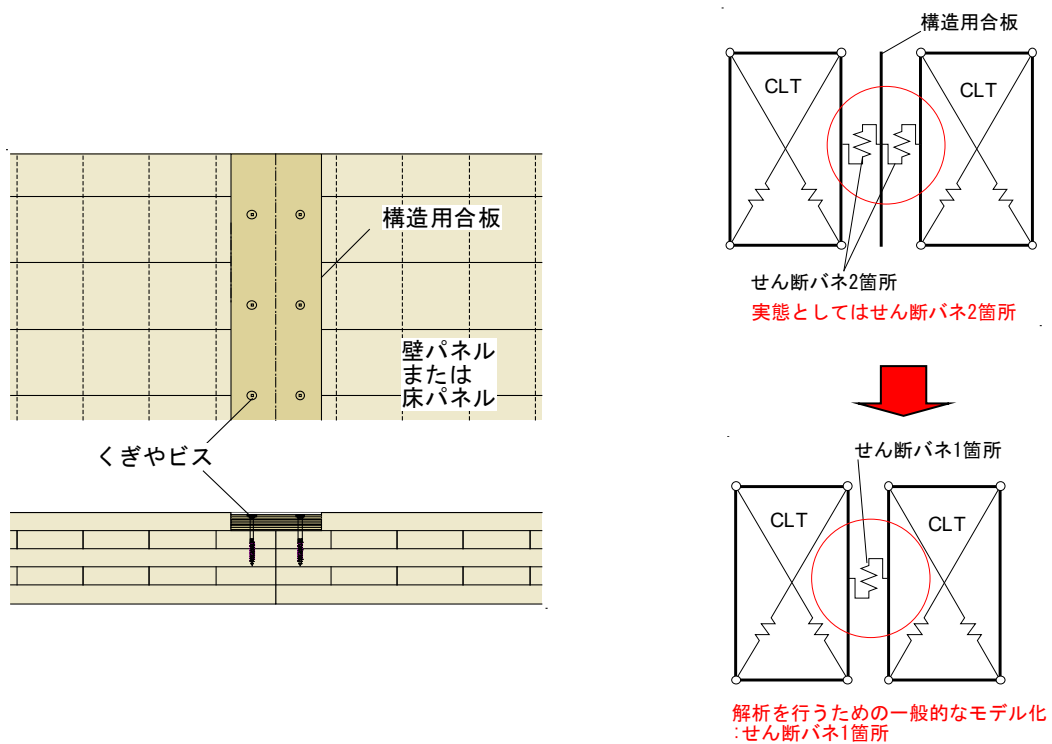 構造用合板
壁パネル
または
床パネル
くぎやビス
構造用合板
CLT
CLT
せん断バネ2箇所
実態としてはせん断バネ2箇所
せん断バネ1箇所
CLT
CLT
解析を行うための一般的なモデル化
:せん断バネ1箇所